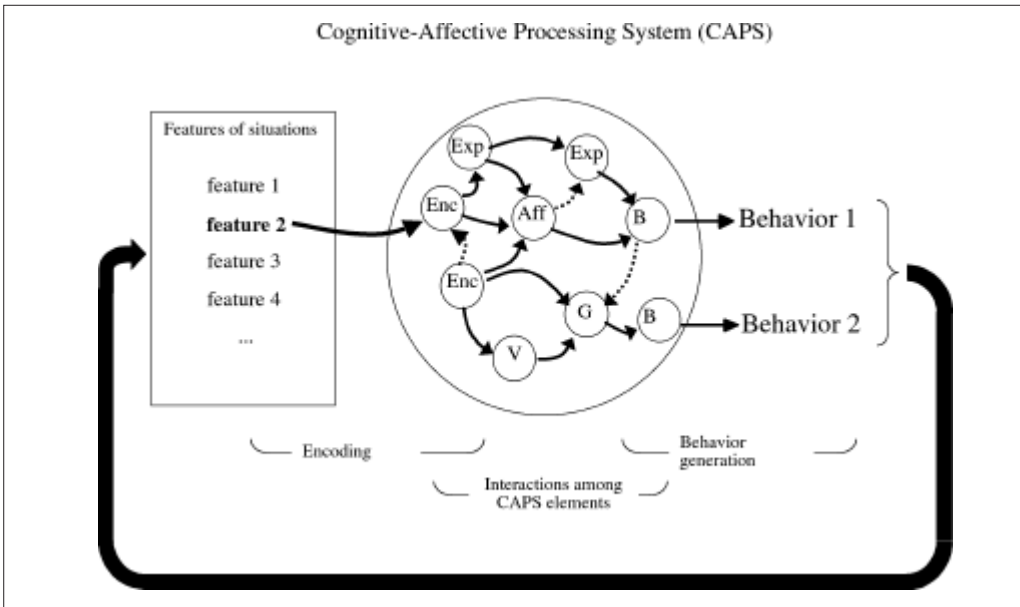 Cognitive-Affective Processing System (CAPS)
Features of situations
feature 1
feature 2
feature 3
feature 4
...
Exp
Exp
Enc
Aff
B
Enc
G
B
V
Behavior 1
Behavior 2
Encoding
Behavior
generation
Interactions among
CAPS elements